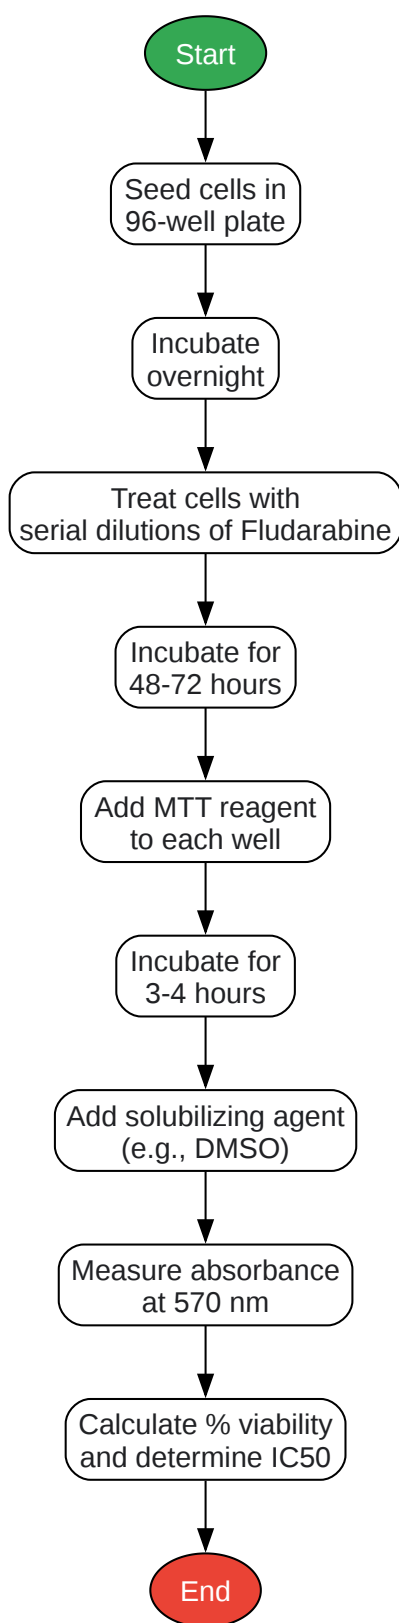 Start
Seed cells in
96-well plate
Incubate
overnight
Treat cells with
serial dilutions of Fludarabine
Incubate for
48-72 hours
Add MTT reagent
to each well
Incubate for
3-4 hours
Add solubilizing agent
(e.g., DMSO)
Measure absorbance
at 570 nm
Calculate % viability
and determine IC50
End